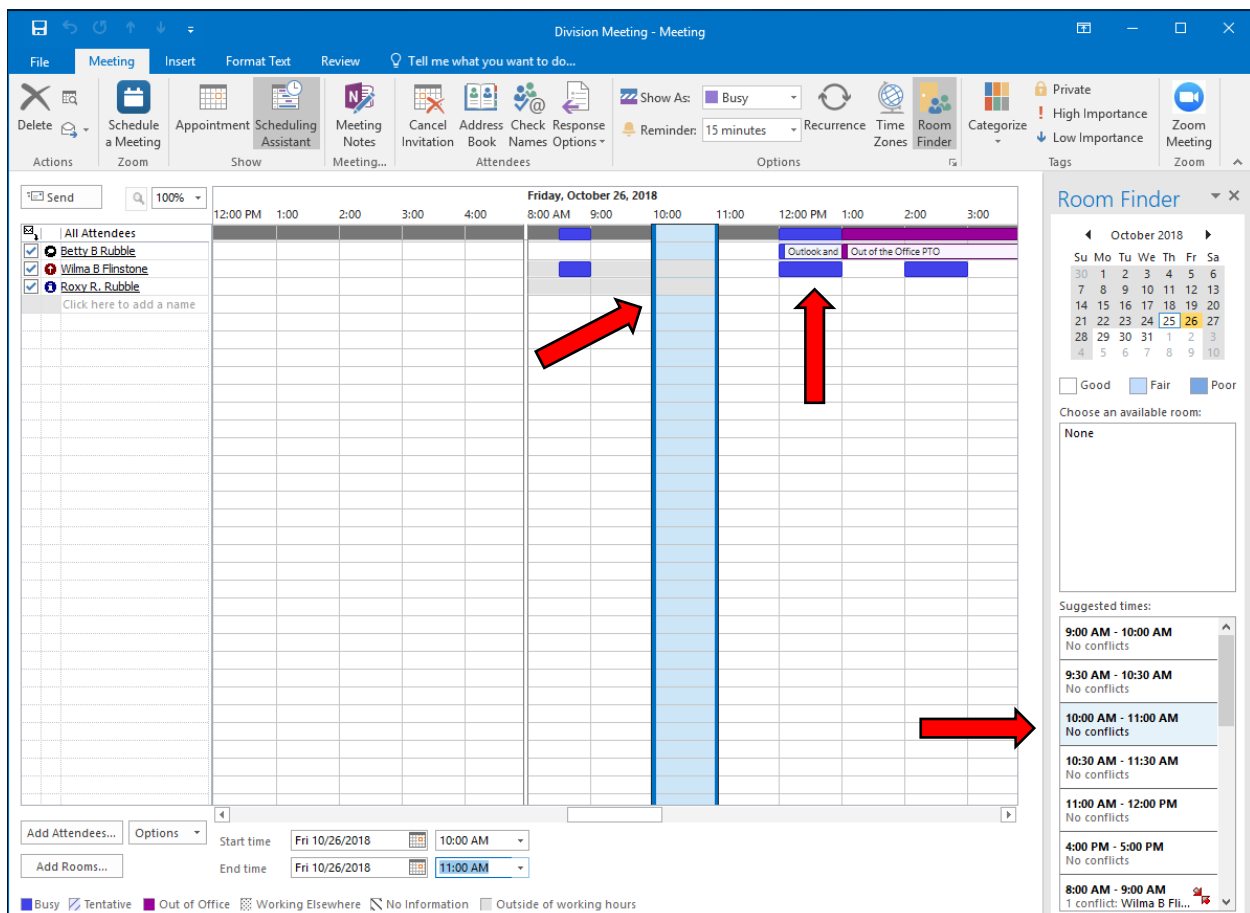 Division Meeting - Meeting
File Meeting Insert Format Text Review Tell me what you want to do...
Delete
Schedule a Meeting
Appointment
Scheduling Assistant
Meeting Notes
Cancel Invitation
Address Book
Check Names
Response Options
Show As: Busy
Reminder: 15 minutes
Recurrence
Time Zones
Room Finder
Categorize
Private
High Importance
Low Importance
Zoom Meeting
Actions Zoom Show Meeting... Attendees Options Tags Zoom
Send 100%
Friday, October 26, 2018
12:00 PM 1:00 2:00 3:00 4:00 8:00 AM 9:00 10:00 11:00 12:00 PM 1:00 2:00 3:00
All Attendees
Betty B Rubble
Outlook and Out of the Office PTO
Wilma B Flinstone
Roxy R. Rubble
Click here to add a name
Add Attendees... Options
Add Rooms...
Start time Fri 10/26/2018 10:00 AM
End time Fri 10/26/2018 11:00 AM
Busy Tentative Out of Office Working Elsewhere No Information Outside of working hours
Room Finder
October 2018
Su Mo Tu We Th Fr Sa
30 1 2 3 4 5 6
7 8 9 10 11 12 13
14 15 16 17 18 19 20
21 22 23 24 25 26 27
28 29 30 31 1 2 3
4 5 6 7 8 9 10
Good Fair Poor
Choose an available room:
None
Suggested times:
9:00 AM - 10:00 AM
No conflicts
9:30 AM - 10:30 AM
No conflicts
10:00 AM - 11:00 AM
No conflicts
10:30 AM - 11:30 AM
No conflicts
11:00 AM - 12:00 PM
No conflicts
4:00 PM - 5:00 PM
No conflicts
8:00 AM - 9:00 AM
1 conflict: Wilma B Fli...